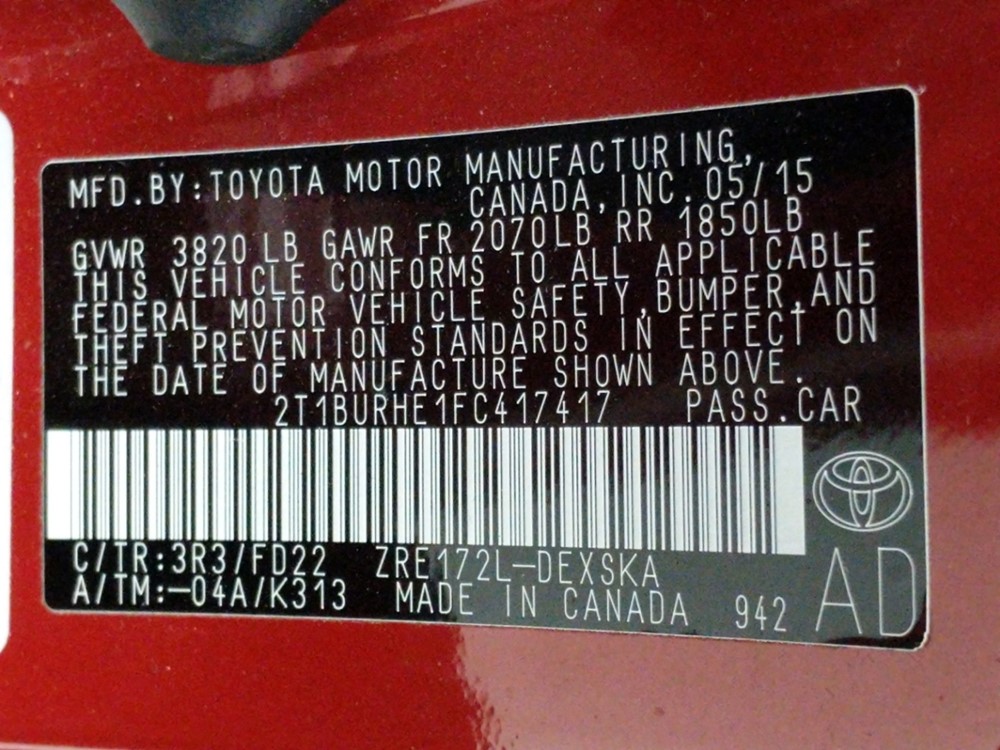 MFD.BY:TOYOTA MOTOR MANUFACTURING,
CANADA,INC.05/15
GVWR 3820LB GAWR FR 2070LB RR 1850LB
THIS VEHICLE CONFORMS TO ALL APPLICABLE
FEDERAL MOTOR VEHICLE SAFETY,BUMPER,AND
THEFT PREVENTION STANDARDS IN EFFECT ON
THE DATE OF MANUFACTURE SHOWN ABOVE.
2T1BURHE1FC417417 PASS.CAR
C/TR:3R3/FD22 ZRE172L-DEXSKA
A/TM:-04A/K313 MADE IN CANADA 942 AD